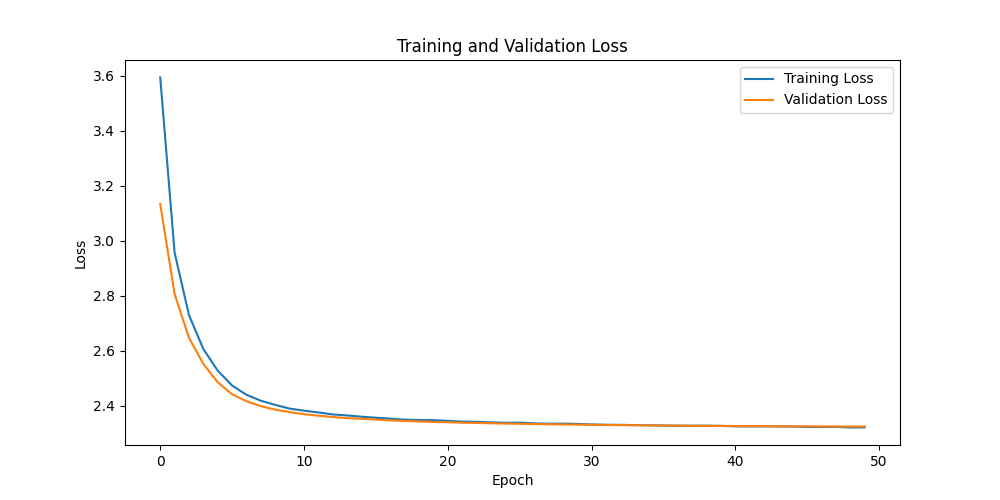 Training and Validation Loss
Training Loss
Validation Loss
3.6
3.4
3.2
3.0
2.8
2.6
2.4
Loss
0 10 20 30 40 50
Epoch